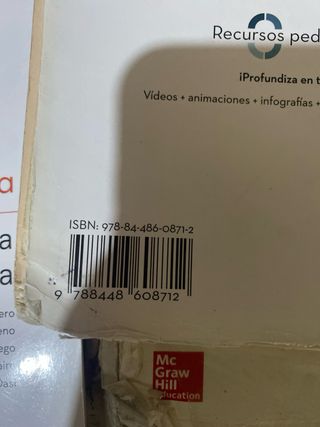 Recursos
¡Profundiza en
Vídeos + animaciones + infografías +
a
a
a
ISBN: 978-84-486-0871-2
9 788448 608712
Mc
Graw
Hill
Education